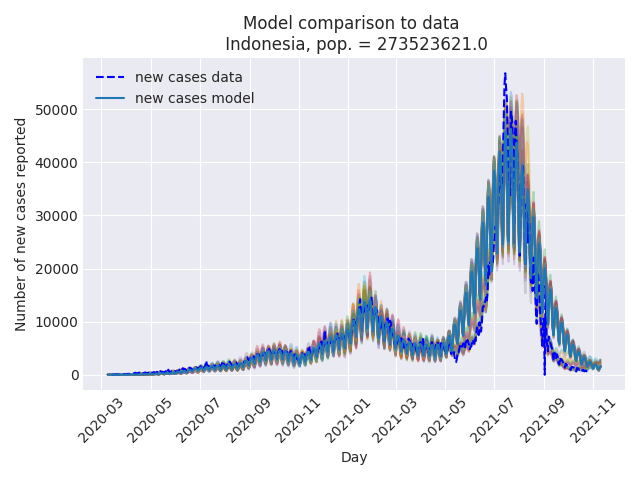 Model comparison to data
Indonesia, pop. = 273523621.0
new cases data
new cases model
Number of new cases reported
50000
40000
30000
20000
10000
0
2020-03
2020-05
2020-07
2020-09
2020-11
2021-01
2021-03
2021-05
2021-07
2021-09
2021-11
Day